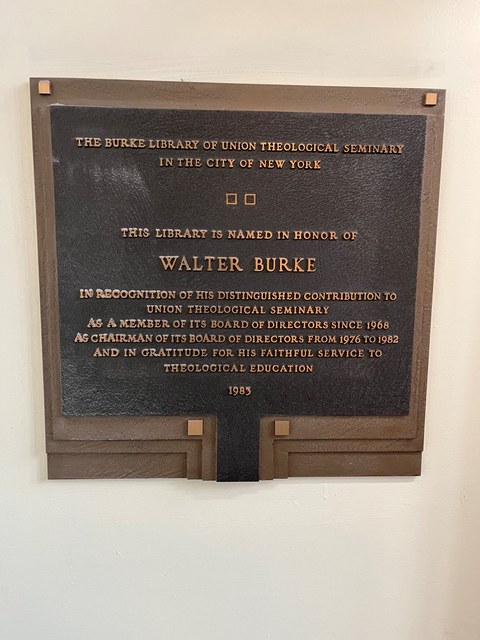 THE BURKE LIBRARY OF UNION THEOLOGICAL SEMINARY
IN THE CITY OF NEW YORK
THIS LIBRARY IS NAMED IN HONOR OF
WALTER BURKE
IN RECOGNITION OF HIS DISTINGUISHED CONTRIBUTION TO
UNION THEOLOGICAL SEMINARY
AS A MEMBER OF ITS BOARD OF DIRECTORS SINCE 1968
AS CHAIRMAN OF ITS BOARD OF DIRECTORS FROM 1976 TO 1982
AND IN GRATITUDE FOR HIS FAITHFUL SERVICE TO
THEOLOGICAL EDUCATION
1983